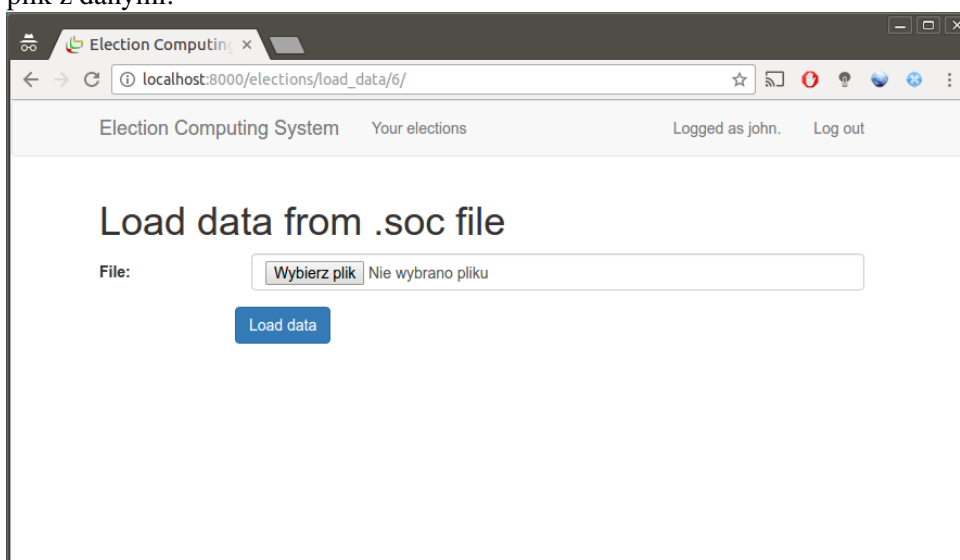 plik z danymi.
Election Computing
localhost:8000/elections/load_data/6/
Election Computing System Your elections Logged as john. Log out
Load data from .soc file
File: Wybierz plik Nie wybrano pliku
Load data